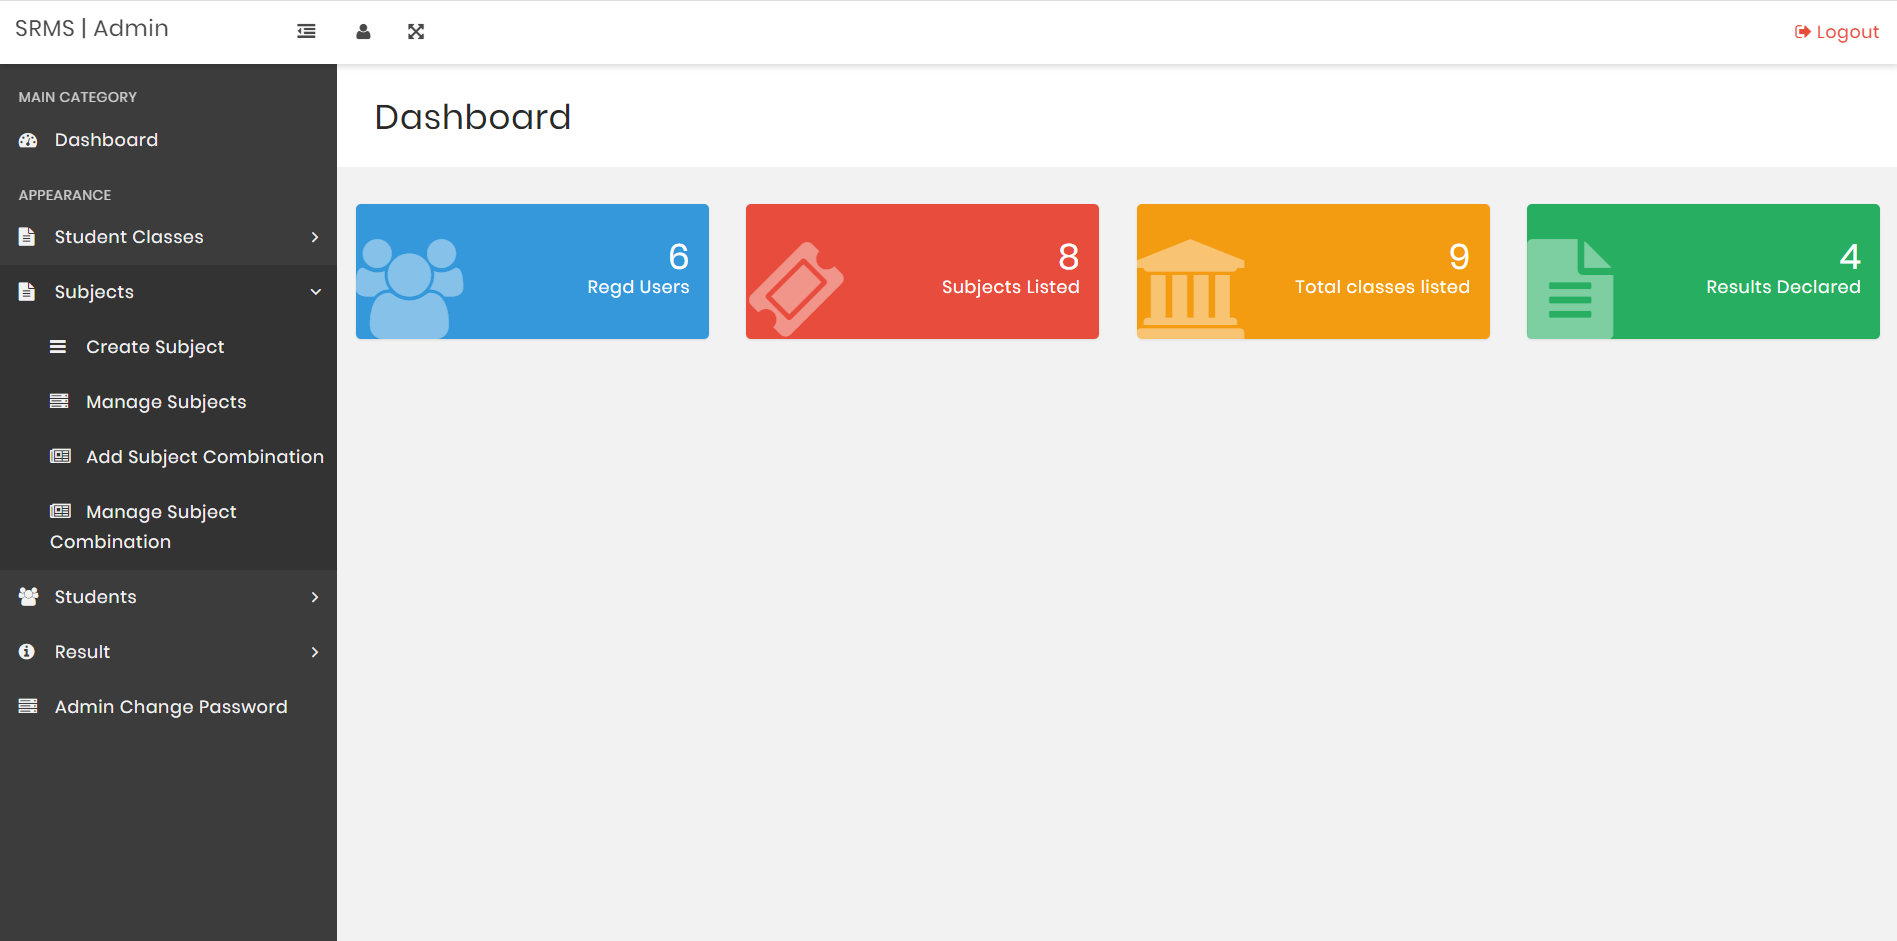 SRMS | Admin
Logout
MAIN CATEGORY
Dashboard
APPEARANCE
Student Classes
Subjects
Create Subject
Manage Subjects
Add Subject Combination
Manage Subject
Combination
Students
Result
Admin Change Password
Dashboard
6
Regd Users
8
Subjects Listed
9
Total classes listed
4
Results Declared